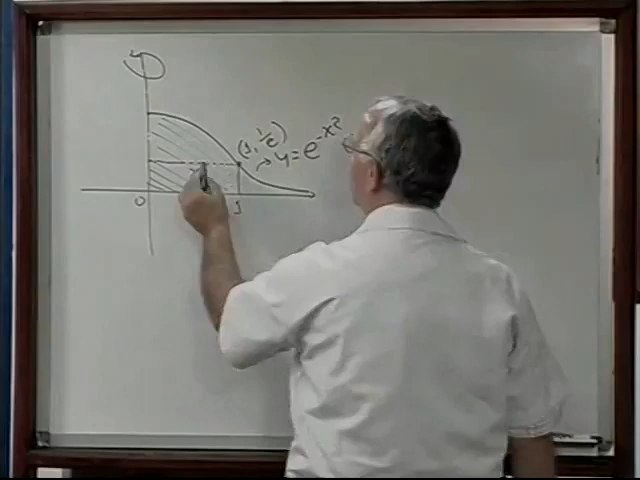 (1, 1/e)
y = e^-x²
0
1